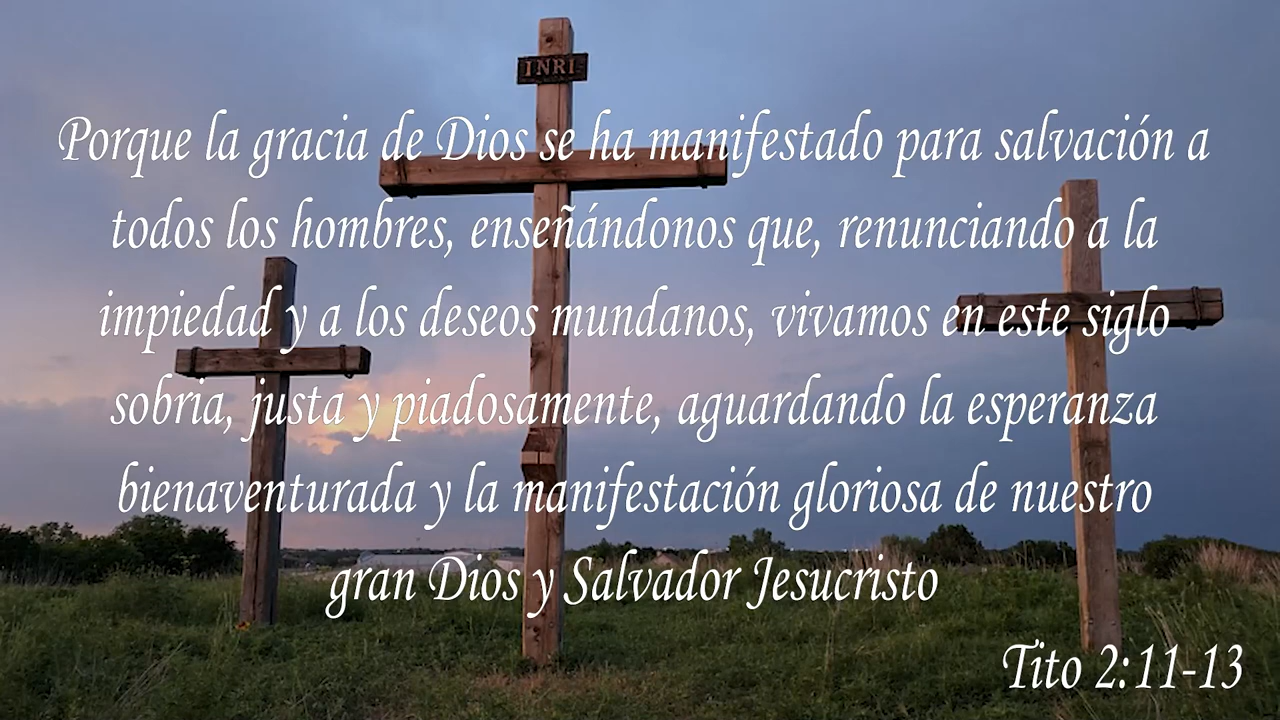 INRI
Porque la gracia de Dios se ha manifestado para salvación a
todos los hombres, enseñándonos que, renunciando a la
impiedad y a los deseos mundanos, vivamos en este siglo
sobria, justa y piadosamente, aguardando la esperanza
bienaventurada y la manifestación gloriosa de nuestro
gran Dios y Salvador Jesucristo
Tito 2:11-13